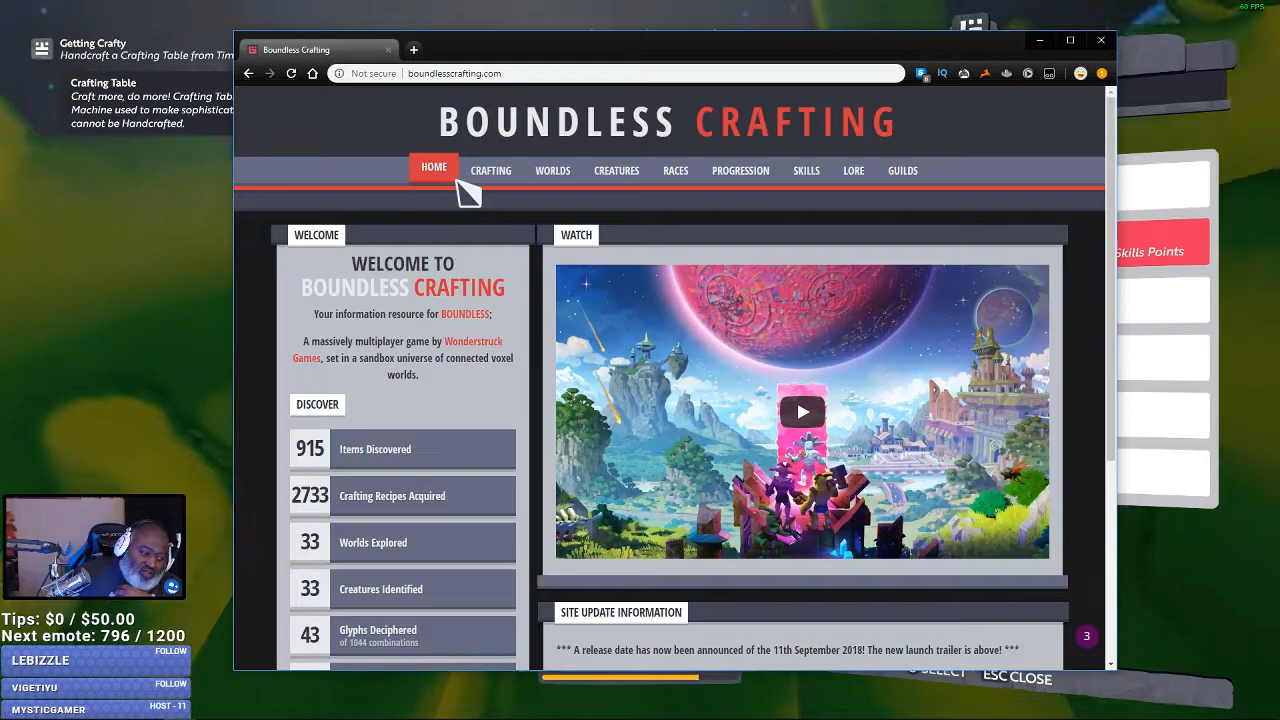 60 FPS
Getting Crafty
Handcraft a Crafting Table from Tim
Crafting Table
Craft more, do more! Crafting Tab
Machine used to make sophisticat
cannot be Handcrafted.
Boundless Crafting
Not secure
boundlesscrafting.com
6
IQ
BOUNDLESS CRAFTING
HOME
CRAFTING
WORLDS
CREATURES
RACES
PROGRESSION
SKILLS
LORE
GUILDS
WELCOME
WELCOME TO
BOUNDLESS CRAFTING
Your information resource for BOUNDLESS;
A massively multiplayer game by Wonderstruck
Games, set in a sandbox universe of connected voxel
worlds.
DISCOVER
915 Items Discovered
2733 Crafting Recipes Acquired
33 Worlds Explored
33 Creatures Identified
43 Glyphs Deciphered
of 1044 combinations
WATCH
SITE UPDATE INFORMATION
*** A release date has now been announced of the 11th September 2018! The new launch trailer is above! ***
3
Skills Points
SELECT
ESC CLOSE
Tips: $0 / $50.00
Next emote: 796 / 1200
LEBIZZLE FOLLOW
VIGETIYU FOLLOW
MYSTICGAMER HOST - 11